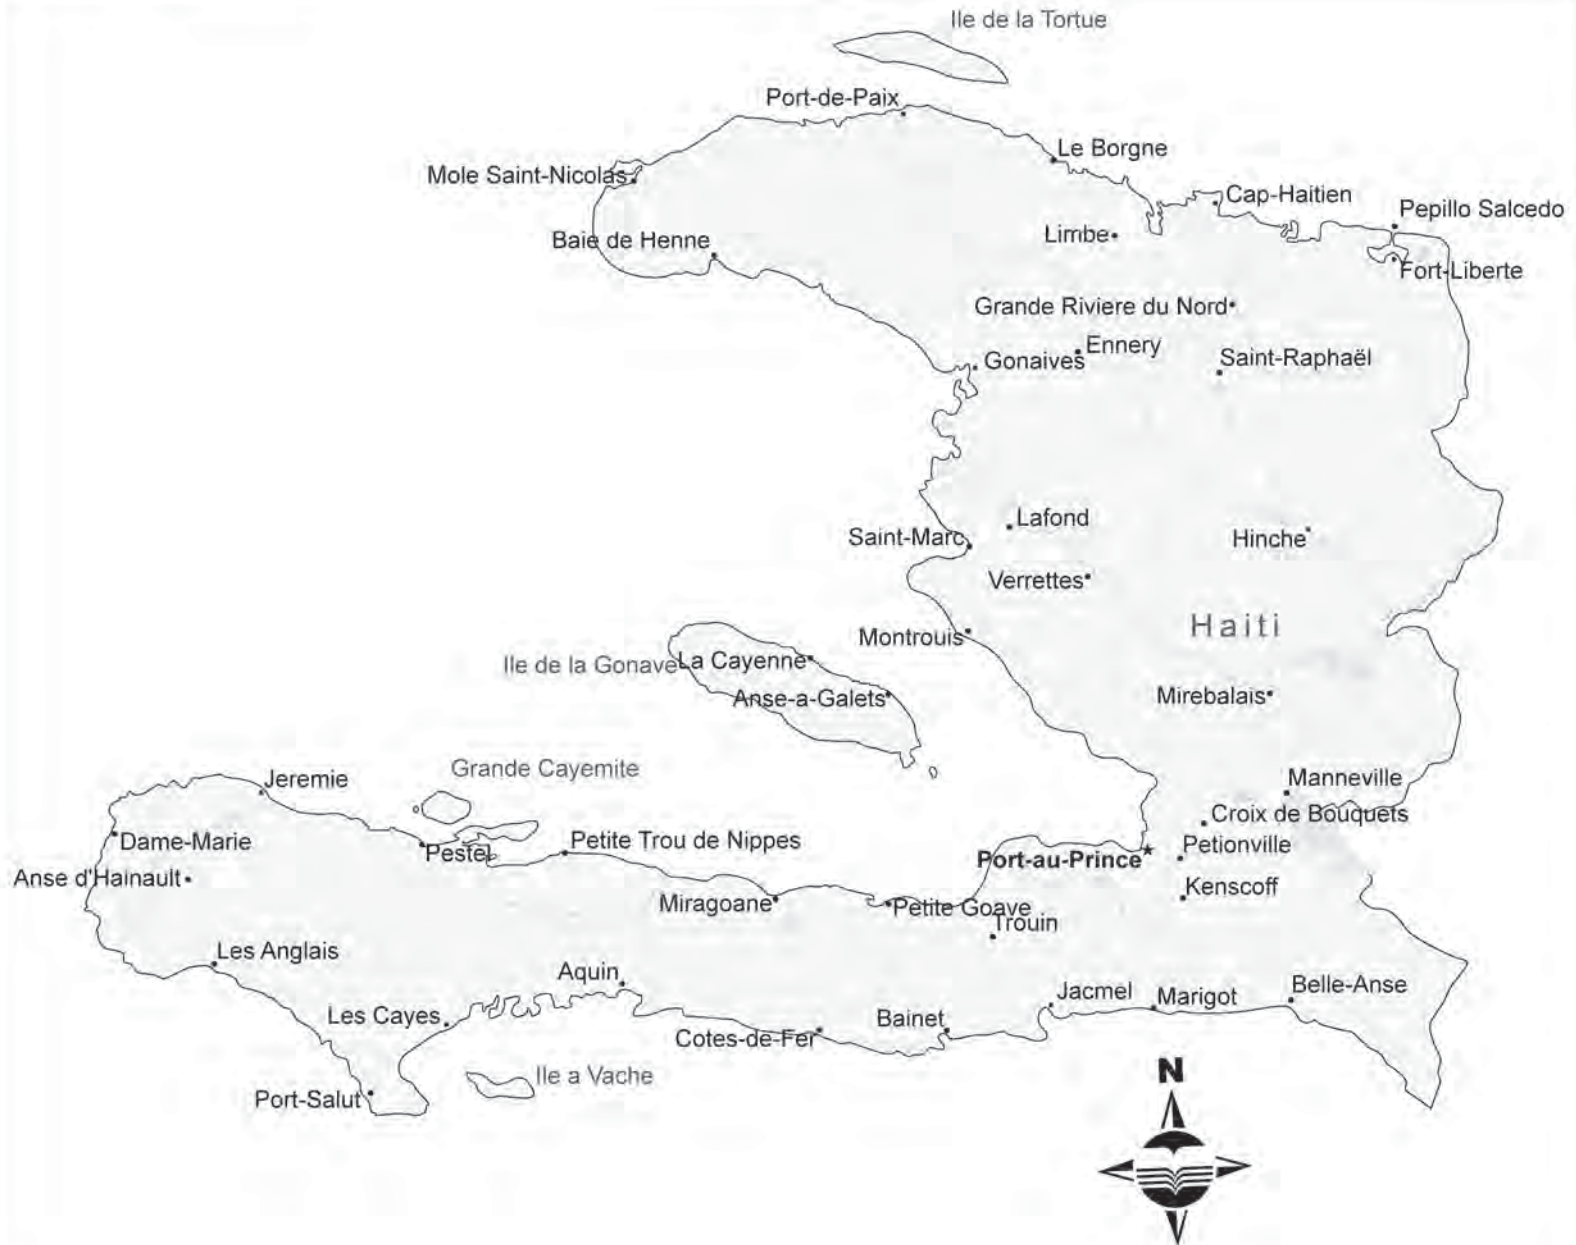 Ile de la Tortue
Port-de-Paix
Le Borgne
Mole Saint-Nicolas
Cap-Haitien
Pepillo Salcedo
Limbe
Baie de Henne
Fort-Liberte
Grande Riviere du Nord
Ennery
Gonaives
Saint-Raphaël
Lafond
Saint-Marc
Hinche
Verrettes
Haiti
Montrouis
Ile de la Gonave
La Cayenne
Mirebalais
Anse-a-Galets
Grande Cayemite
Jeremie
Manneville
Croix de Bouquets
Dame-Marie
Petite Trou de Nippes
Petionville
Pestel
Port-au-Prince
Anse d'Hainault
Kenscoff
Miragoane
Petite Goave
Trouin
Les Anglais
Aquin
Belle-Anse
Jacmel
Marigot
Les Cayes
Bainet
Cotes-de-Fer
Ile a Vache
Port-Salut
N